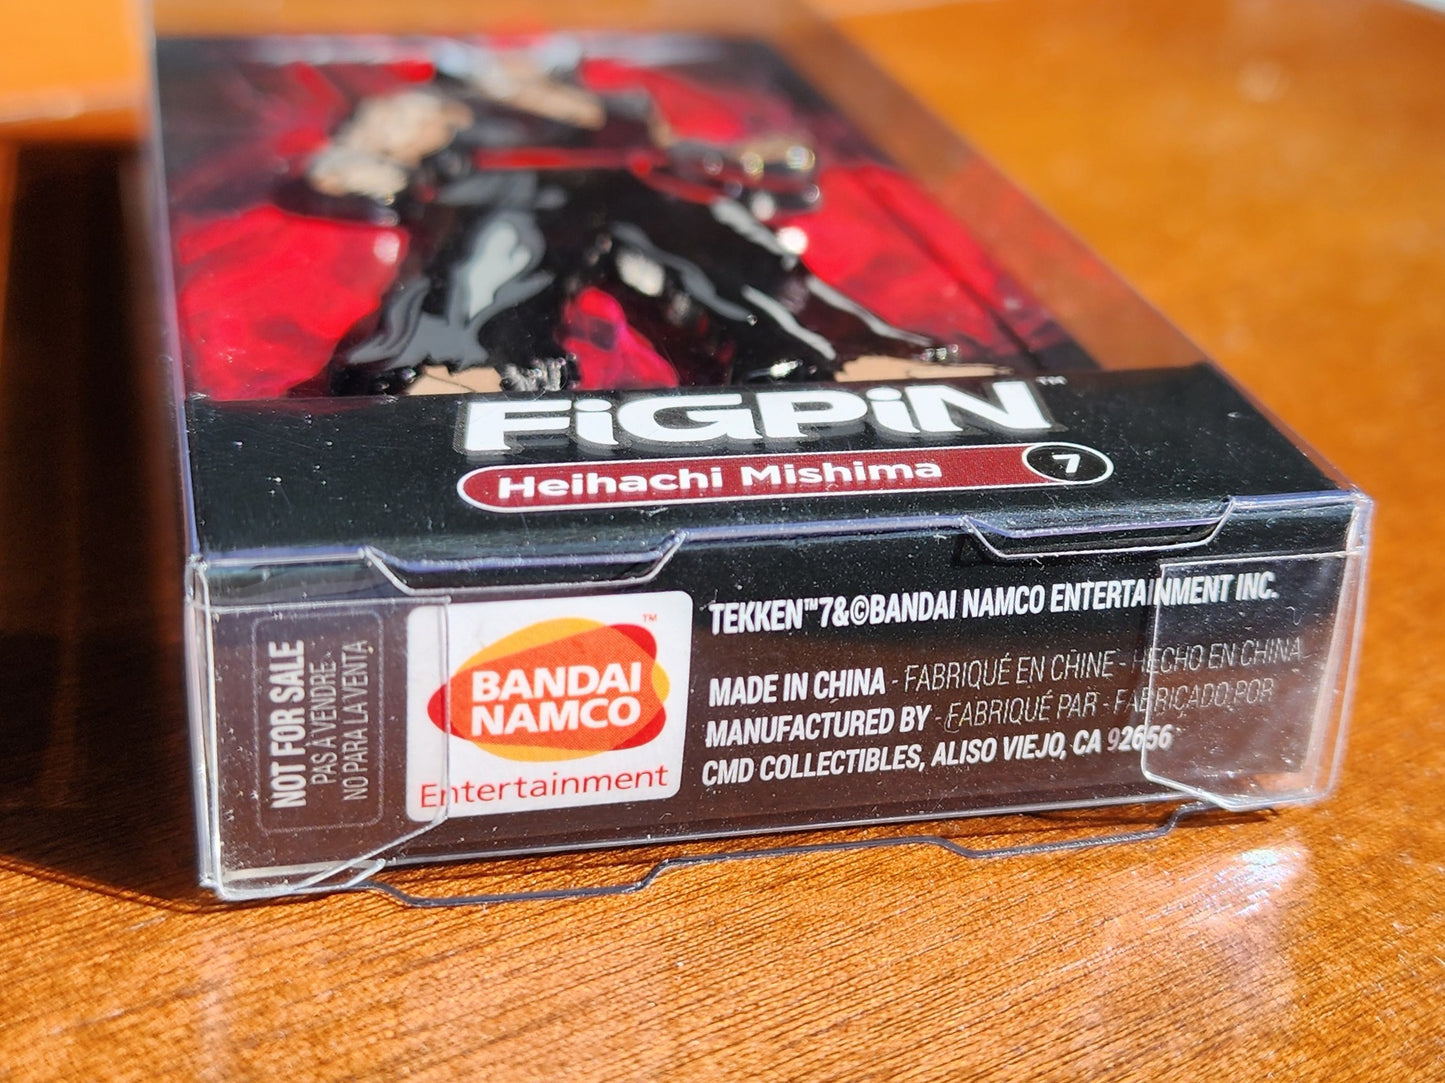 FiGPiN™
Heihachi Mishima 7
NOT FOR SALE
PAS À VENDRE
NO PARA LA VENTA
BANDAI™
NAMCO
Entertainment
TEKKEN™7&©BANDAI NAMCO ENTERTAINMENT INC.
MADE IN CHINA - FABRIQUÉ EN CHINE - HECHO EN CHINA
MANUFACTURED BY - FABRIQUÉ PAR - FABRICADO POR
CMD COLLECTIBLES, ALISO VIEJO, CA 92656